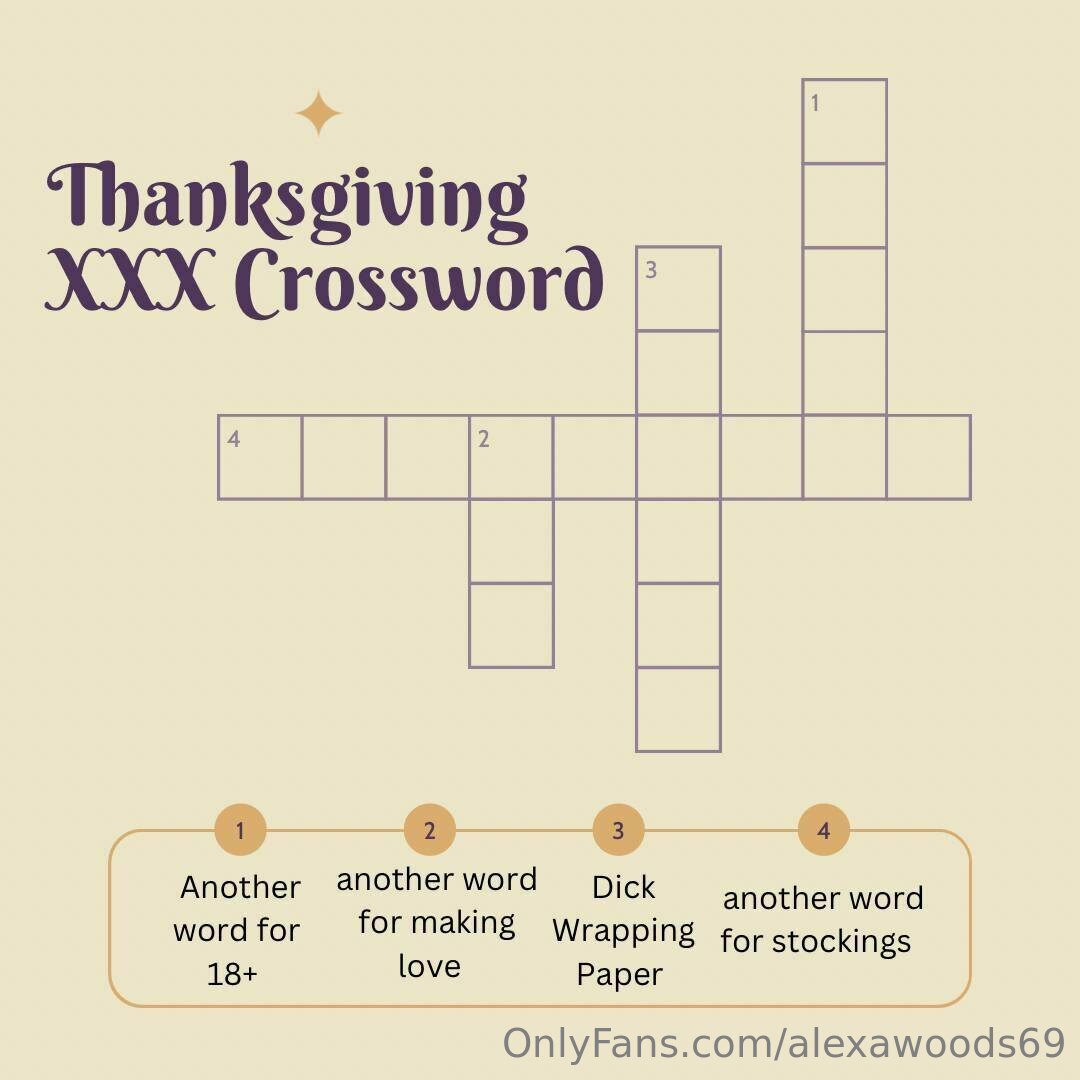 Thanksgiving
XXX Crossword
1
3
4
2
1
Another
word for
18+
2
another word
for making
love
3
Dick
Wrapping
Paper
4
another word
for stockings
OnlyFans.com/alexawoods69